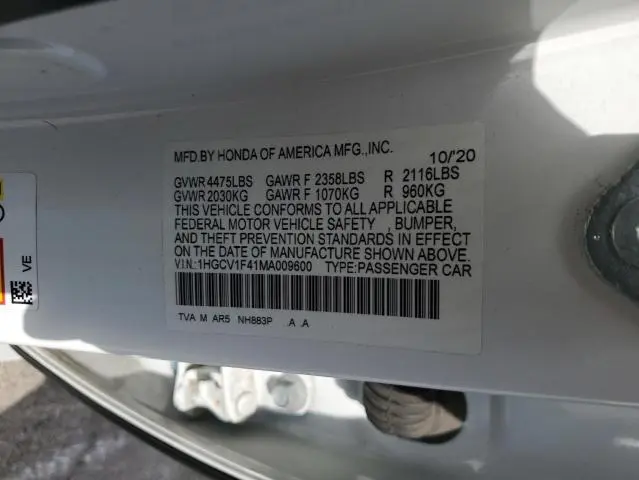 MFD.BY HONDA OF AMERICA MFG.,INC. 10/'20
GVWR 4475LBS GAWR F 2358LBS R 2116LBS
GVWR 2030KG GAWR F 1070KG R 960KG
THIS VEHICLE CONFORMS TO ALL APPLICABLE
FEDERAL MOTOR VEHICLE SAFETY , BUMPER,
AND THEFT PREVENTION STANDARDS IN EFFECT
ON THE DATE OF MANUFACTURE SHOWN ABOVE.
V.I.N.:1HGCV1F41MA009600 TYPE:PASSENGER CAR
TVA M AR5 NH883P .A .A
VE